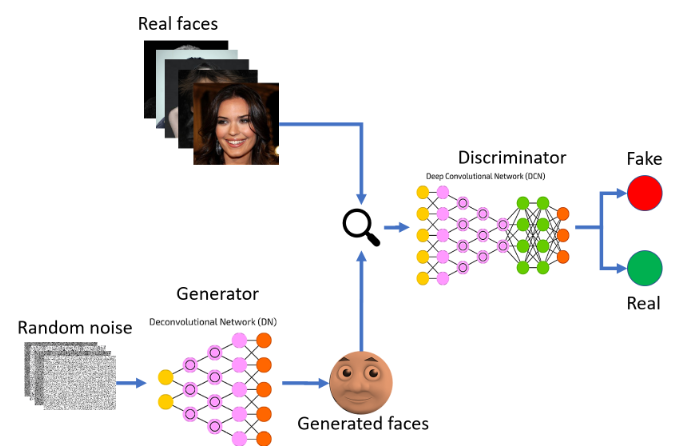 Real faces
Discriminator
Fake
Deep Convolutional Network (DCN)
Real
Generator
Deconvolutional Network (DN)
Random noise
Generated faces